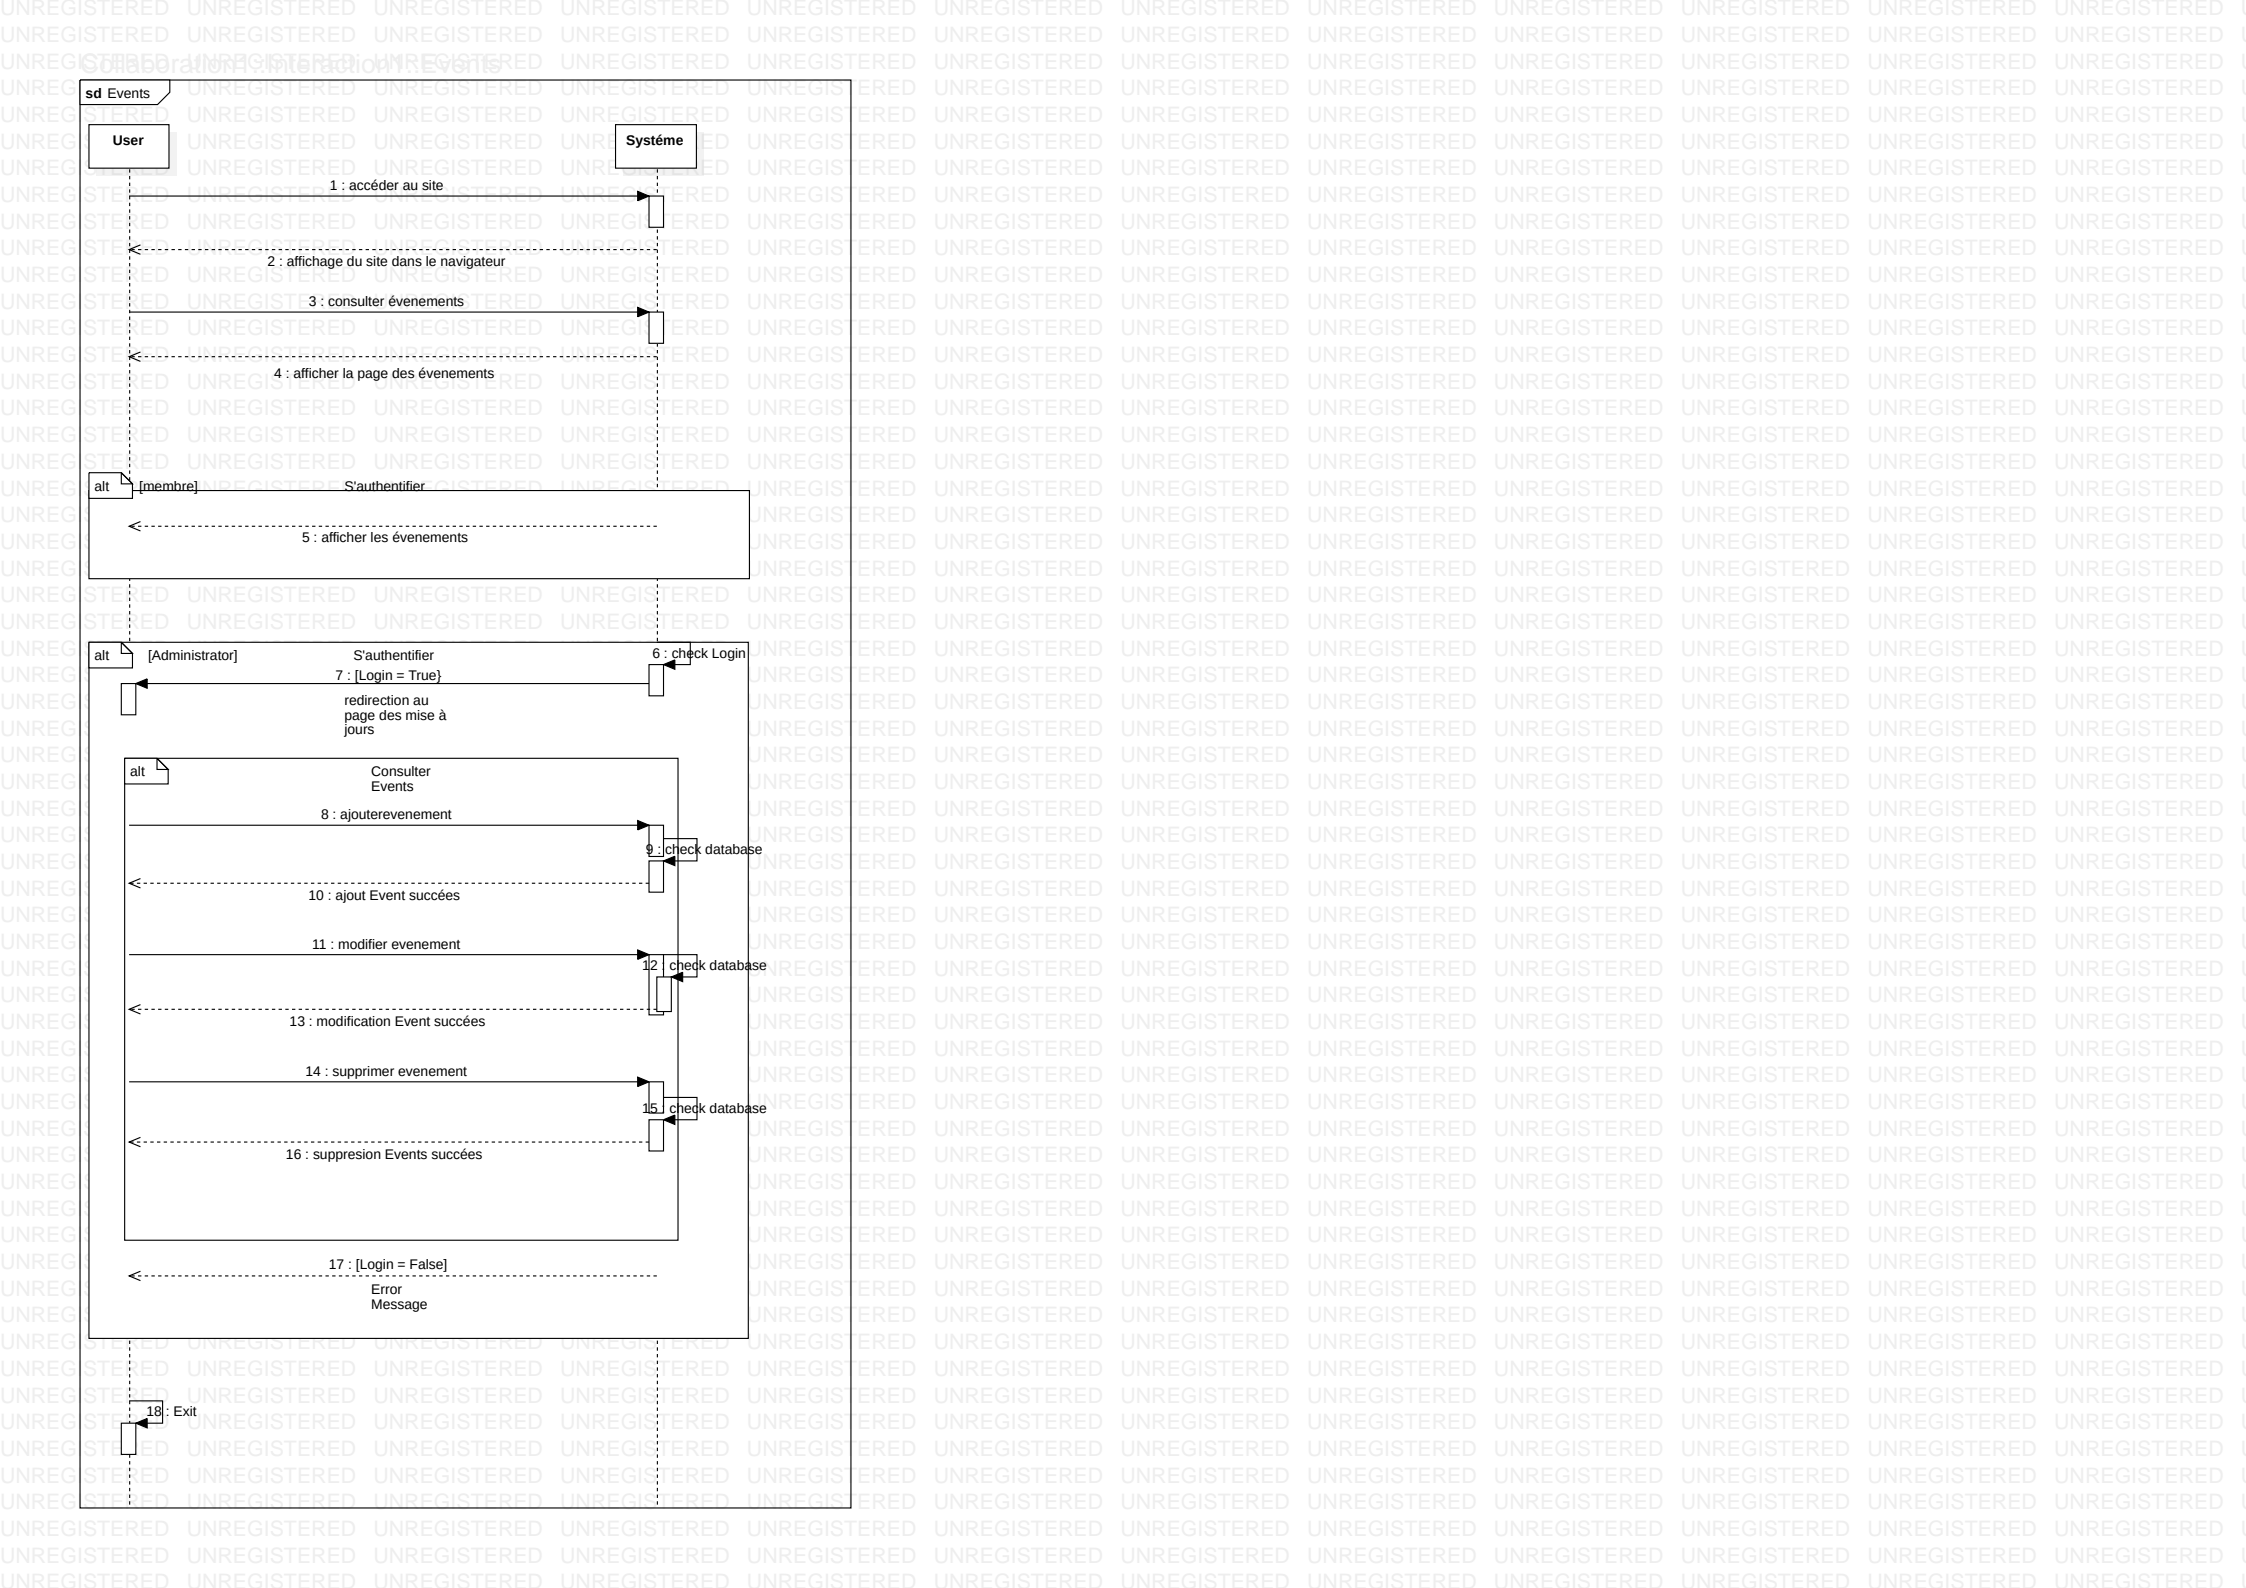 Collaboration1::Interaction1::Events
sd Events
User
Systéme
1 : accéder au site
2 : affichage du site dans le navigateur
3 : consulter évenements
4 : afficher la page des évenements
alt
[membre]
S'authentifier
5 : afficher les évenements
alt
[Administrator]
S'authentifier
6 : check Login
7 : [Login = True}
redirection au
page des mise à
jours
alt
Consulter
Events
8 : ajouterevenement
9 : check database
10 : ajout Event succées
11 : modifier evenement
12 : check database
13 : modification Event succées
14 : supprimer evenement
15 : check database
16 : suppresion Events succées
17 : [Login = False]
Error
Message
18 : Exit
UNREGISTERED